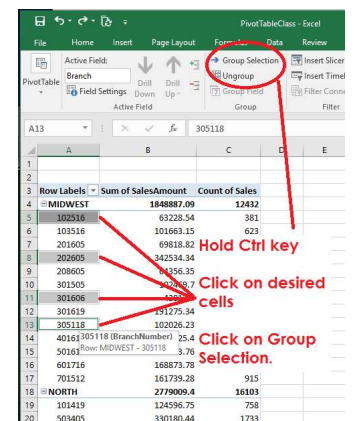 PivotTableClass - Excel
File Home Insert Page Layout Formulas Data Review
PivotTable
Active Field:
Branch
Field Settings
Drill Down
Drill Up
Active Field
Group Selection
Ungroup
Group Field
Group
Insert Slicer
Insert Timel
Filter Conne
Filter
A13 fx 305118
A B C D E
1
2
3 Row Labels Sum of SalesAmount Count of Sales
4 MIDWEST 1848887.09 12432
5 102516 63228.54 381
6 103516 101663.15 623
7 201605 69818.82
8 202605 342534.34
9 208605
10 301505
11 301606
12 301619 191275.34
13 305118 102026.23
14
15
16 601716 168873.78
17 701512 161739.28 915
18 NORTH 2779009.4 16103
19 101419 124596.75 758
20 503405 330180.44 1733
305118 (BranchNumber)
Row: MIDWEST - 305118
Hold Ctrl key
Click on desired
cells
Click on Group
Selection.